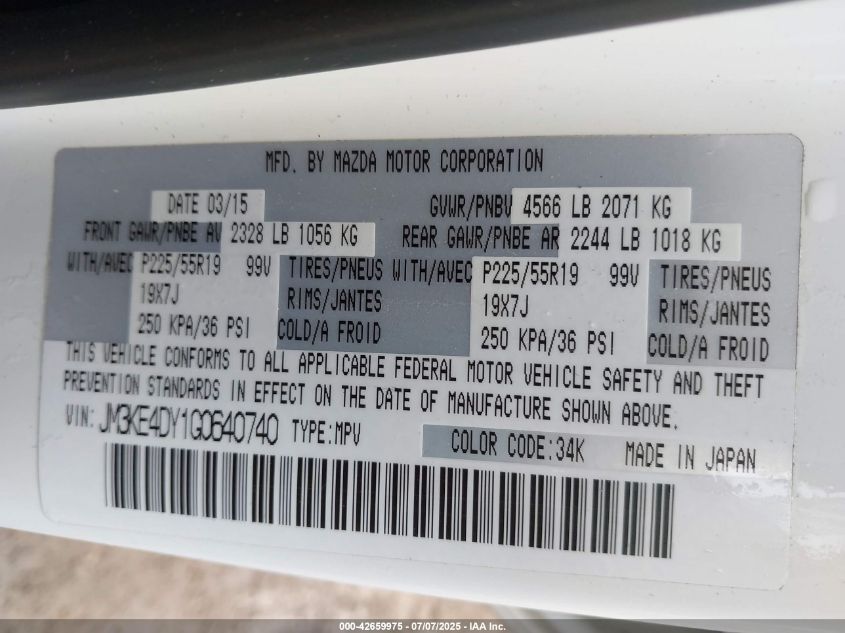 MFD. BY MAZDA MOTOR CORPORATION
DATE 03/15 GVWR/PNBV 4566 LB 2071 KG
FRONT GAWR/PNBE AV 2328 LB 1056 KG REAR GAWR/PNBE AR 2244 LB 1018 KG
WITH/AVEC P225/55R19 99V TIRES/PNEUS WITH/AVEC P225/55R19 99V TIRES/PNEUS
19X7J RIMS/JANTES 19X7J RIMS/JANTES
250 KPA/36 PSI COLD/A FROID 250 KPA/36 PSI COLD/A FROID
THIS VEHICLE CONFORMS TO ALL APPLICABLE FEDERAL MOTOR VEHICLE SAFETY AND THEFT
PREVENTION STANDARDS IN EFFECT ON THE DATE OF MANUFACTURE SHOWN ABOVE.
VIN: JM3KE4DY1G0640740 TYPE:MPV COLOR CODE:34K MADE IN JAPAN
000-42659975 - 07/07/2025 - IAA Inc.